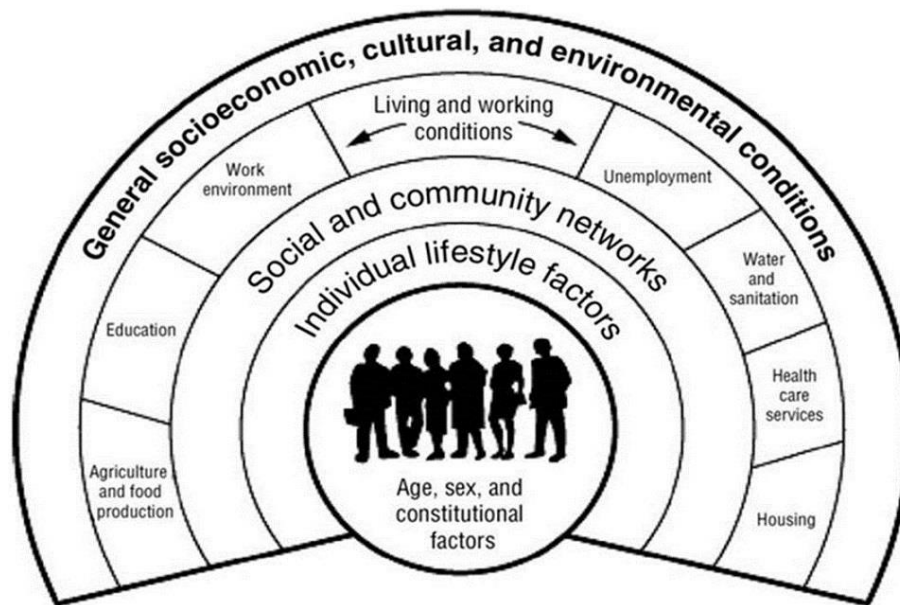 General socioeconomic, cultural, and environmental conditions
Living and working
conditions
Work
environment
Unemployment
Education
Water
and
sanitation
Agriculture
and food
production
Health
care
services
Housing
Social and community networks
Individual lifestyle factors
Age, sex, and
constitutional
factors